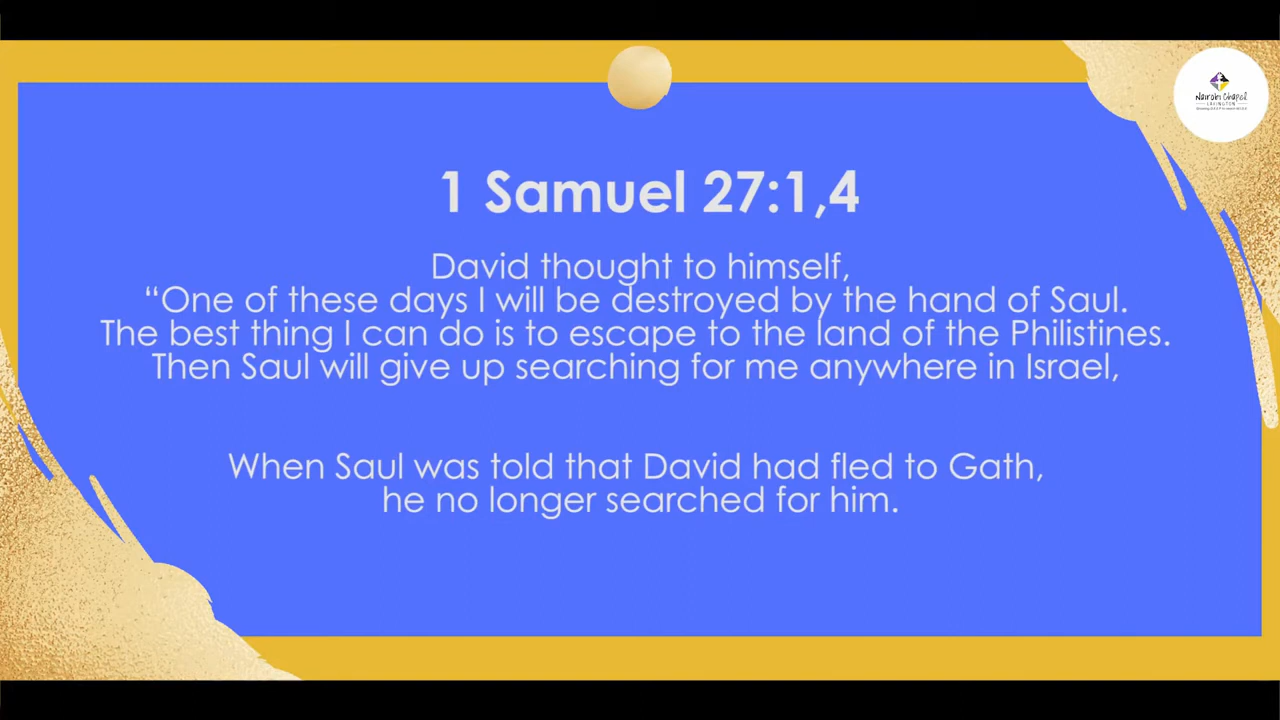 Nairobi Chapel
LAVINGTON
1 Samuel 27:1,4
David thought to himself,
“One of these days I will be destroyed by the hand of Saul.
The best thing I can do is to escape to the land of the Philistines.
Then Saul will give up searching for me anywhere in Israel,
When Saul was told that David had fled to Gath,
he no longer searched for him.